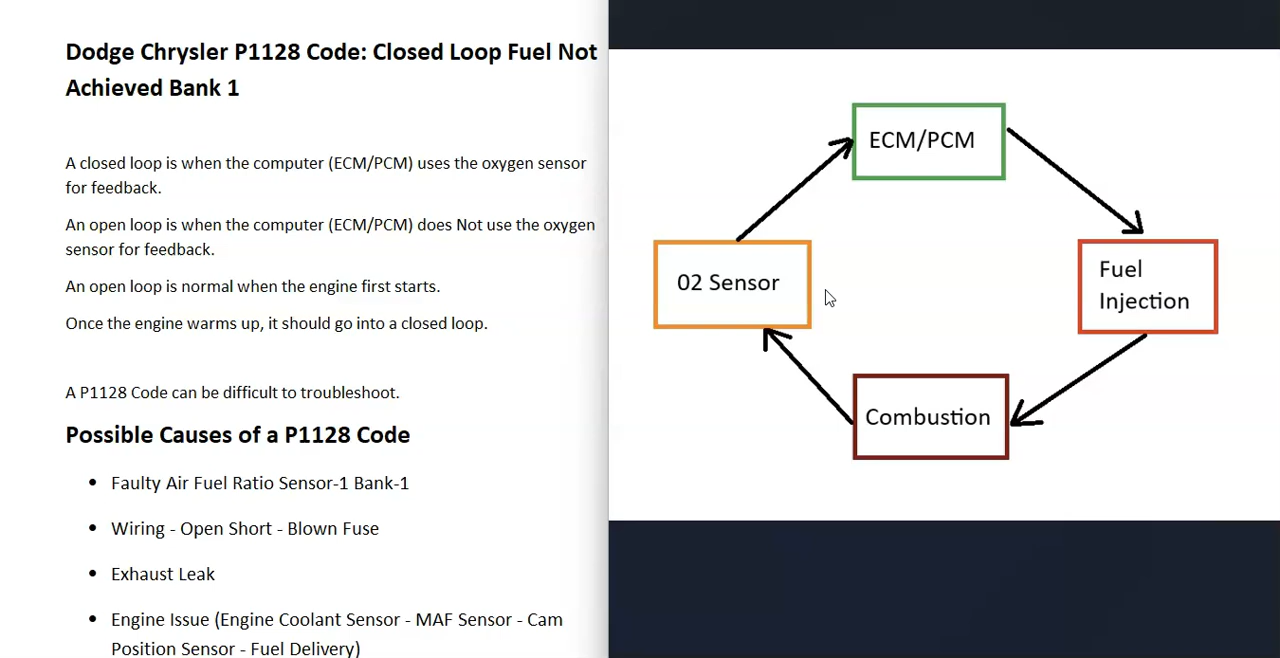 Dodge Chrysler P1128 Code: Closed Loop Fuel Not
Achieved Bank 1
A closed loop is when the computer (ECM/PCM) uses the oxygen sensor
for feedback.
An open loop is when the computer (ECM/PCM) does Not use the oxygen
sensor for feedback.
An open loop is normal when the engine first starts.
Once the engine warms up, it should go into a closed loop.
A P1128 Code can be difficult to troubleshoot.
Possible Causes of a P1128 Code
• Faulty Air Fuel Ratio Sensor-1 Bank-1
• Wiring - Open Short - Blown Fuse
• Exhaust Leak
• Engine Issue (Engine Coolant Sensor - MAF Sensor - Cam
Position Sensor - Fuel Delivery)
ECM/PCM
02 Sensor
Fuel
Injection
Combustion